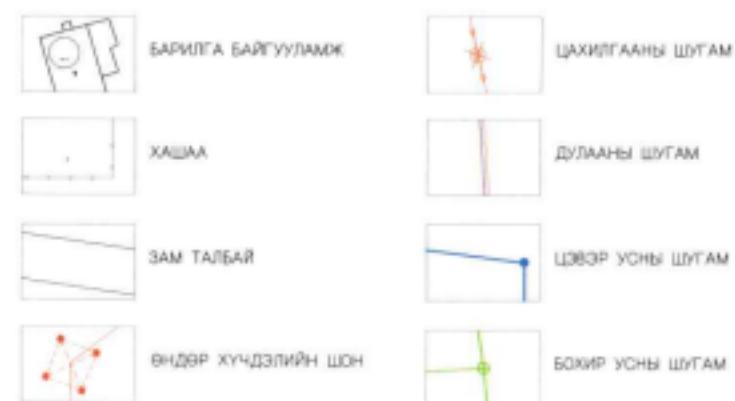 БАРИЛГА БАЙГУУЛАМЖ
ХАШАА
ЗАМ ТАЛБАЙ
ӨНДӨР ХҮЧДЭЛИЙН ШОН
ЦАХИЛГААНЫ ШУГАМ
ДУЛААНЫ ШУГАМ
ЦЭВЭР УСНЫ ШУГАМ
БОХИР УСНЫ ШУГАМ